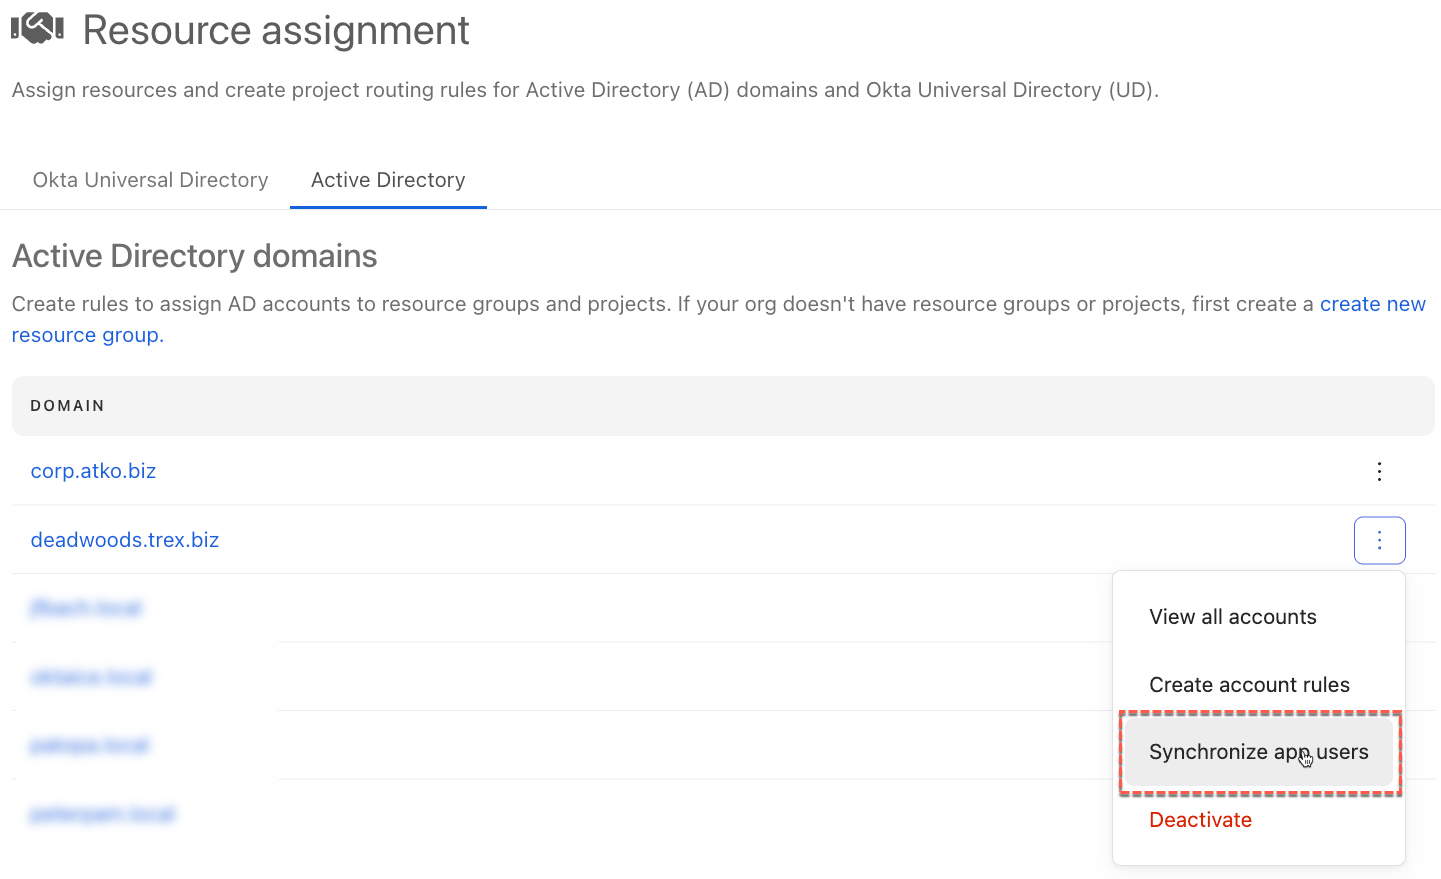 Resource assignment
Assign resources and create project routing rules for Active Directory (AD) domains and Okta Universal Directory (UD).
Okta Universal Directory
Active Directory
Active Directory domains
Create rules to assign AD accounts to resource groups and projects. If your org doesn't have resource groups or projects, first create a create new
resource group.
DOMAIN
corp.atko.biz
deadwoods.trex.biz
View all accounts
Create account rules
Synchronize app users
Deactivate